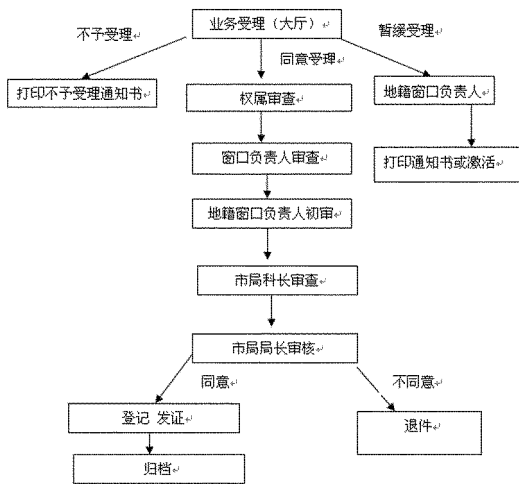 业务受理（大厅）
不予受理
同意受理
暂缓受理
打印不予受理通知书
权属审查
地籍窗口负责人
窗口负责人审查
打印通知书或激活
地籍窗口负责人初审
市局科长审查
市局局长审核
同意
不同意
登记 发证
退件
归档